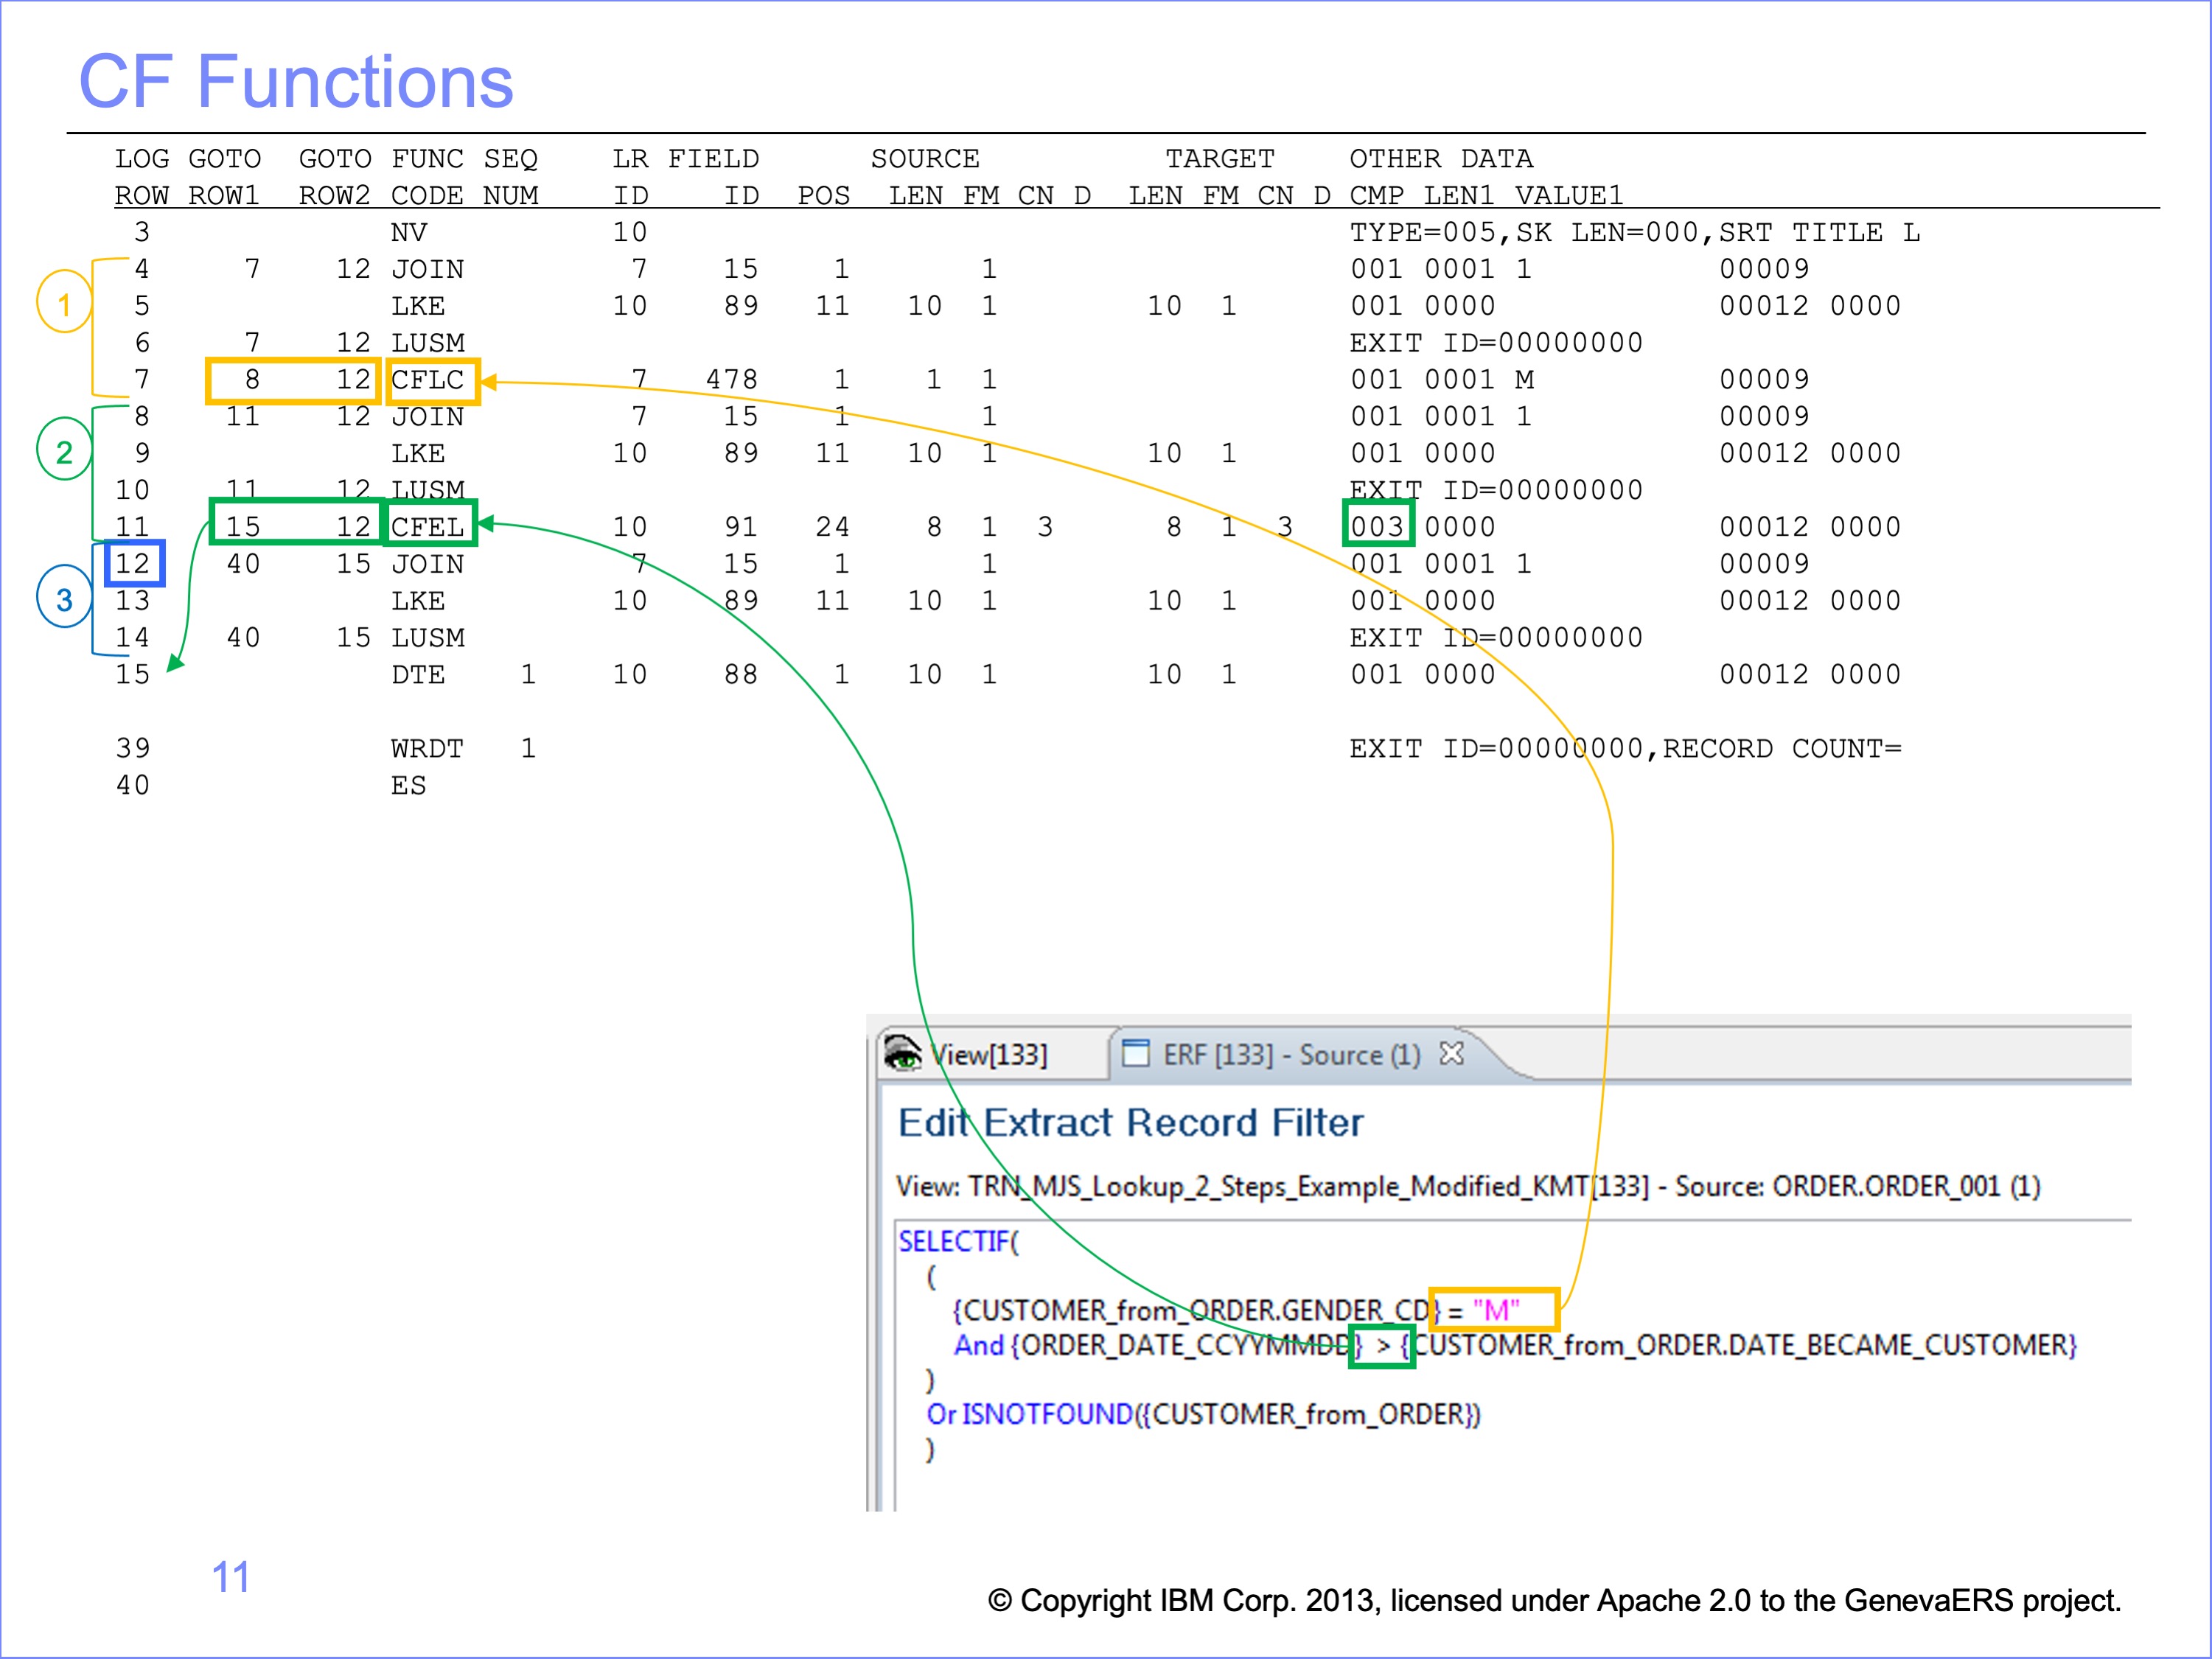 CF Functions
LOG GOTO GOTO FUNC SEQ LR FIELD SOURCE TARGET OTHER DATA
ROW ROW1 ROW2 CODE NUM ID ID POS LEN FM CN D LEN FM CN D CMP LEN1 VALUE1
3 NV 10 TYPE=005,SK LEN=000,SRT TITLE L
4 7 12 JOIN 7 15 1 1 001 0001 1 00009
1
5 LKE 10 89 11 10 1 10 1 001 0000 00012 0000
6 7 12 LUSM EXIT ID=00000000
7 8 12 CFLC 7 478 1 1 1 001 0001 M 00009
8 11 12 JOIN 7 15 1 1 001 0001 1 00009
2
9 LKE 10 89 11 10 1 10 1 001 0000 00012 0000
10 11 12 LUSM EXIT ID=00000000
11 15 12 CFEL 10 91 24 8 1 3 8 1 3 003 0000 00012 0000
12 40 15 JOIN 7 15 1 1 001 0001 1 00009
3
13 LKE 10 89 11 10 1 10 1 001 0000 00012 0000
14 40 15 LUSM EXIT ID=00000000
15 DTE 1 10 88 1 10 1 10 1 001 0000 00012 0000
39 WRDT 1 EXIT ID=00000000,RECORD COUNT=
40 ES
View[133] ERF [133] - Source (1)
Edit Extract Record Filter
View: TRN_MJS_Lookup_2_Steps_Example_Modified_KMT[133] - Source: ORDER.ORDER_001 (1)
SELECTIF(
(
{CUSTOMER_from_ORDER.GENDER_CD} = "M"
And {ORDER_DATE_CCYYMMDD} > {CUSTOMER_from_ORDER.DATE_BECAME_CUSTOMER}
)
Or ISNOTFOUND({CUSTOMER_from_ORDER})
)
11
© Copyright IBM Corp. 2013, licensed under Apache 2.0 to the GenevaERS project.